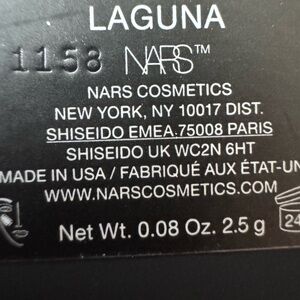 LAGUNA
1158 NARS™
NARS COSMETICS
NEW YORK, NY 10017 DIST.
SHISEIDO EMEA 75008 PARIS
SHISEIDO UK WC2N 6HT
MADE IN USA / FABRIQUÉ AUX ÉTAT-UN
WWW.NARSCOSMETICS.COM
Net Wt. 0.08 Oz. 2.5 g
24